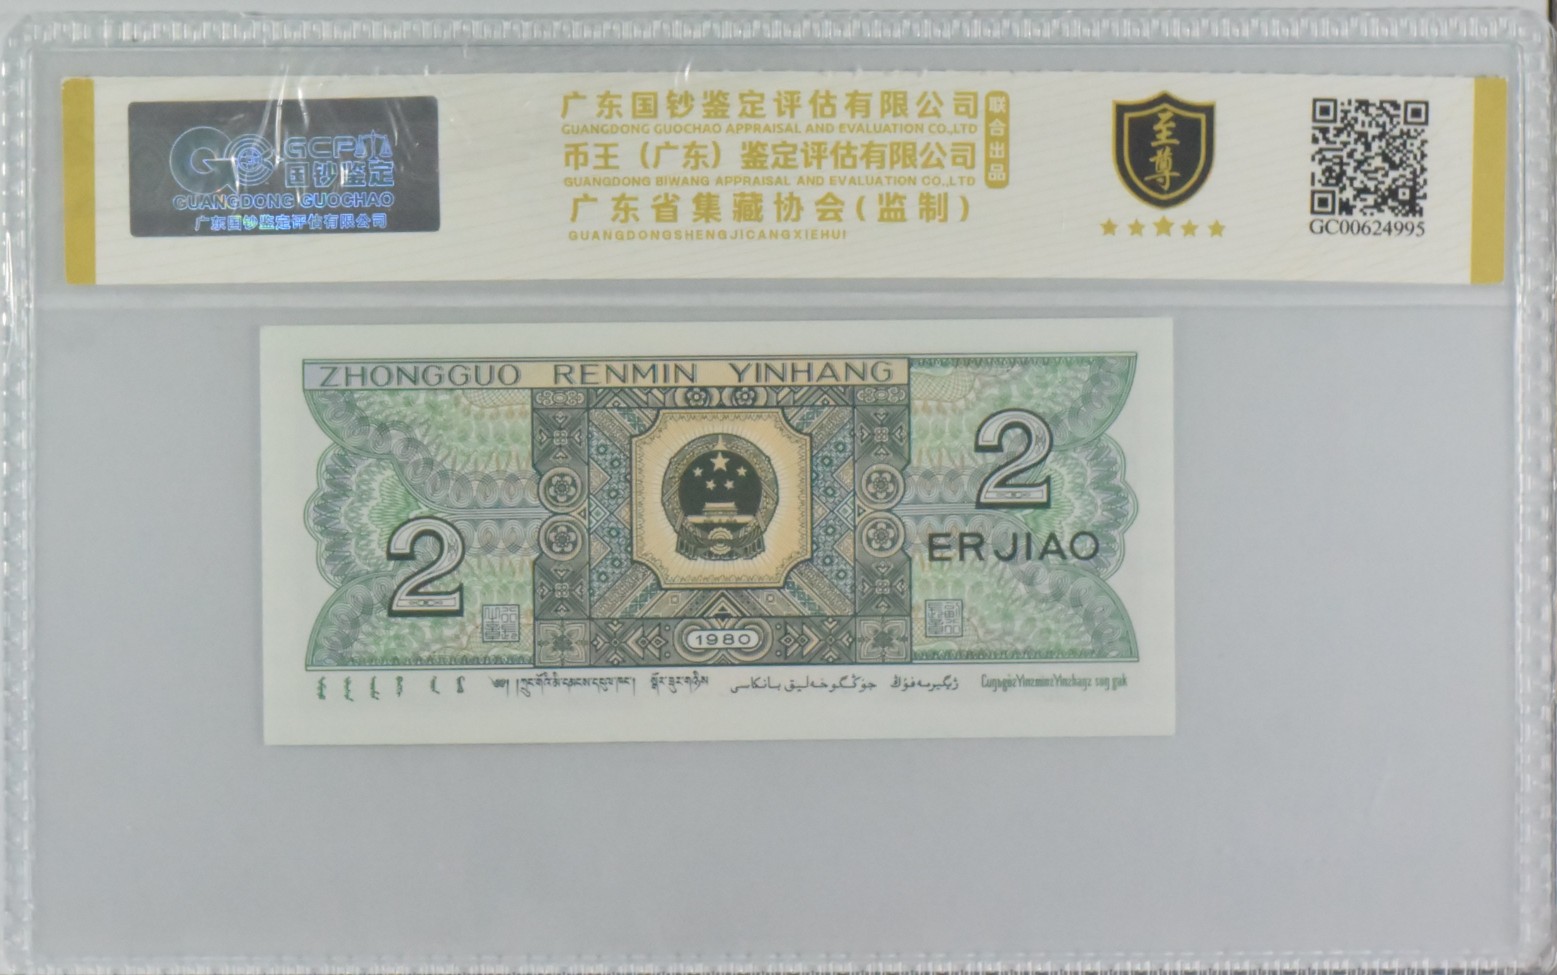 GCP
国钞鉴定
GUANGDONG GUOCHAO
广东国钞鉴定评估有限公司
广东国钞鉴定评估有限公司
GUANGDONG GUOCHAO APPRAISAL AND EVALUATION CO.,LTD
币王（广东）鉴定评估有限公司
GUANGDONG BIWANG APPRAISAL AND EVALUATION CO.,LTD
广东省集藏协会(监制)
GUANGDONGSHENGJICANGXIEHUI
联合出品
至尊
GC00624995
ZHONGGUO RENMIN YINHANG
2
2
ERJIAO
1980